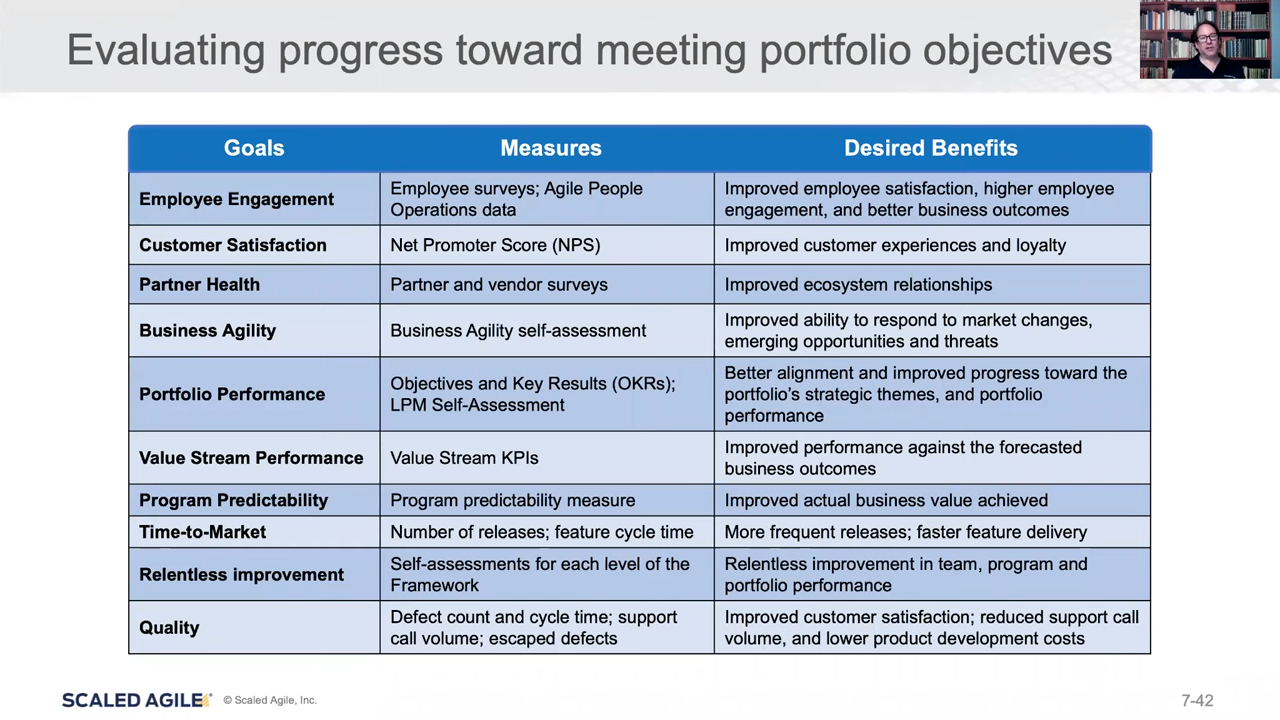 Evaluating progress toward meeting portfolio objectives
Goals
Measures
Desired Benefits
Employee Engagement
Employee surveys; Agile People
Operations data
Improved employee satisfaction, higher employee
engagement, and better business outcomes
Customer Satisfaction
Net Promoter Score (NPS)
Improved customer experiences and loyalty
Partner Health
Partner and vendor surveys
Improved ecosystem relationships
Business Agility
Business Agility self-assessment
Improved ability to respond to market changes,
emerging opportunities and threats
Portfolio Performance
Objectives and Key Results (OKRs);
LPM Self-Assessment
Better alignment and improved progress toward the
portfolio's strategic themes, and portfolio
performance
Value Stream Performance
Value Stream KPIs
Improved performance against the forecasted
business outcomes
Program Predictability
Program predictability measure
Improved actual business value achieved
Time-to-Market
Number of releases; feature cycle time
More frequent releases; faster feature delivery
Relentless improvement
Self-assessments for each level of the
Framework
Relentless improvement in team, program and
portfolio performance
Quality
Defect count and cycle time; support
call volume; escaped defects
Improved customer satisfaction; reduced support call
volume, and lower product development costs
SCALED AGILE
© Scaled Agile, Inc.
7-42